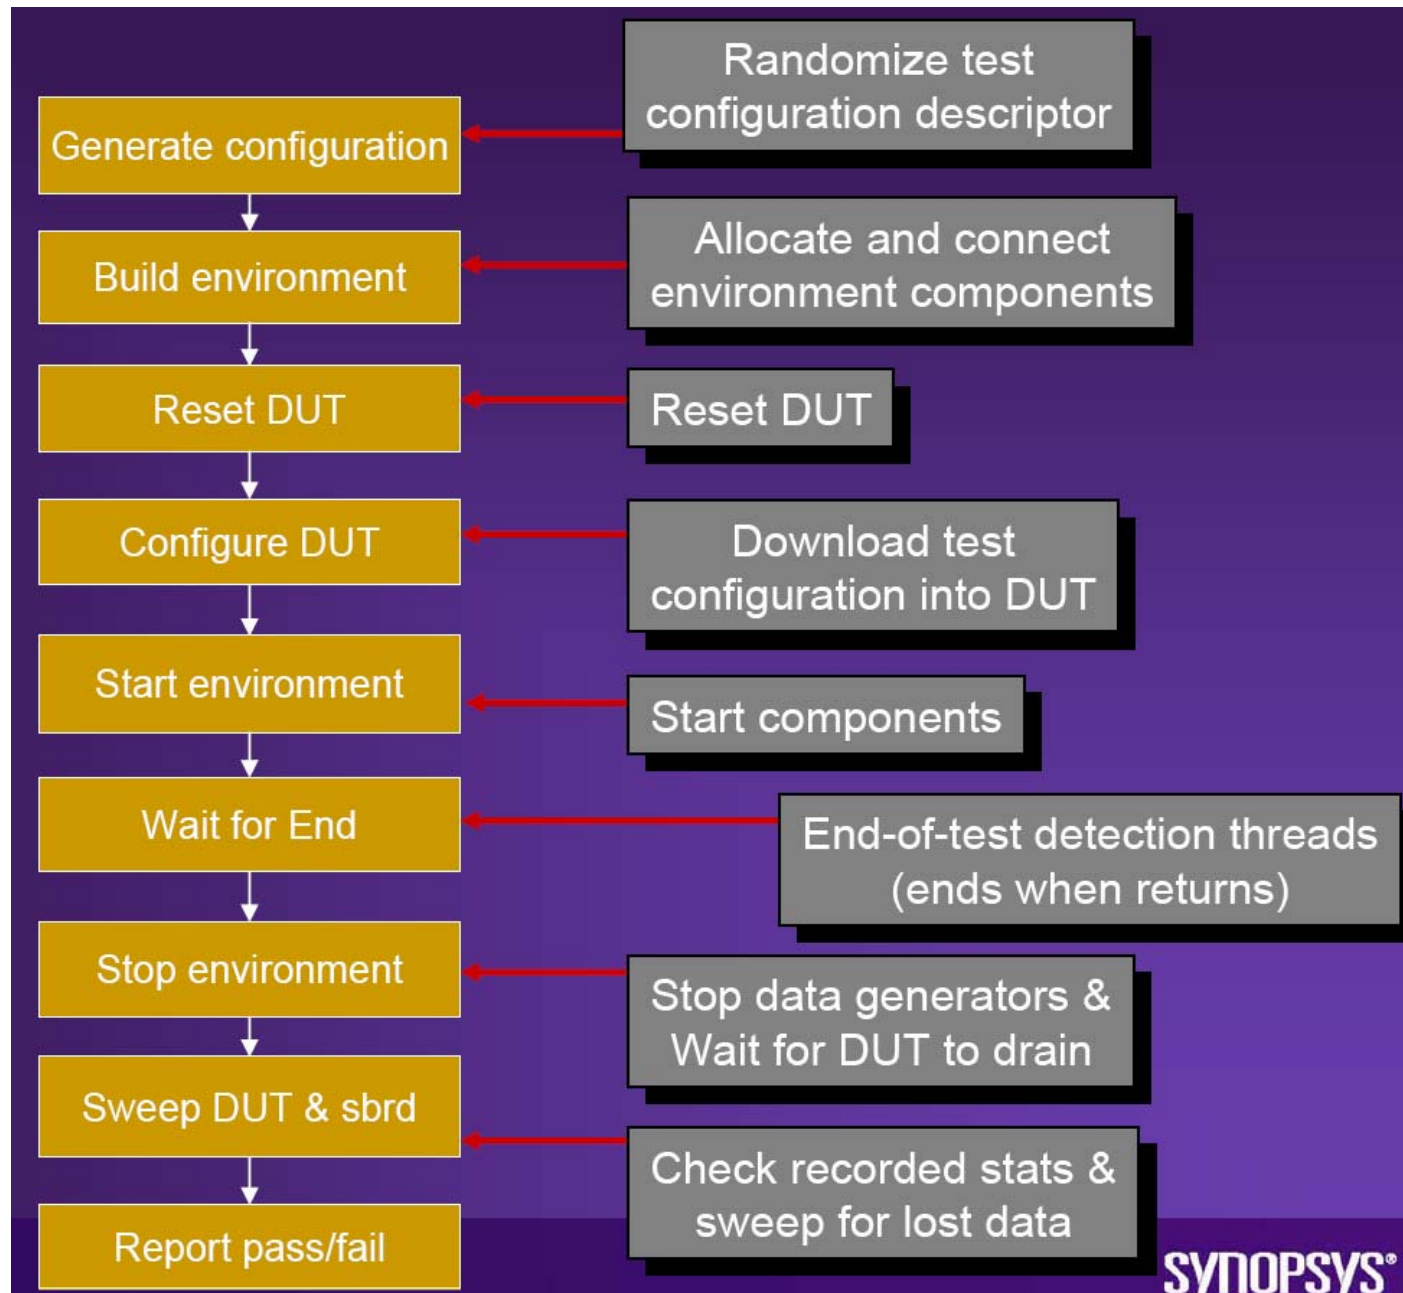 Randomize test
configuration descriptor
Generate configuration
Allocate and connect
environment components
Build environment
Reset DUT
Reset DUT
Configure DUT
Download test
configuration into DUT
Start environment
Start components
Wait for End
End-of-test detection threads
(ends when returns)
Stop environment
Stop data generators &
Wait for DUT to drain
Sweep DUT & sbrd
Check recorded stats &
sweep for lost data
Report pass/fail
SYNOPSYS®